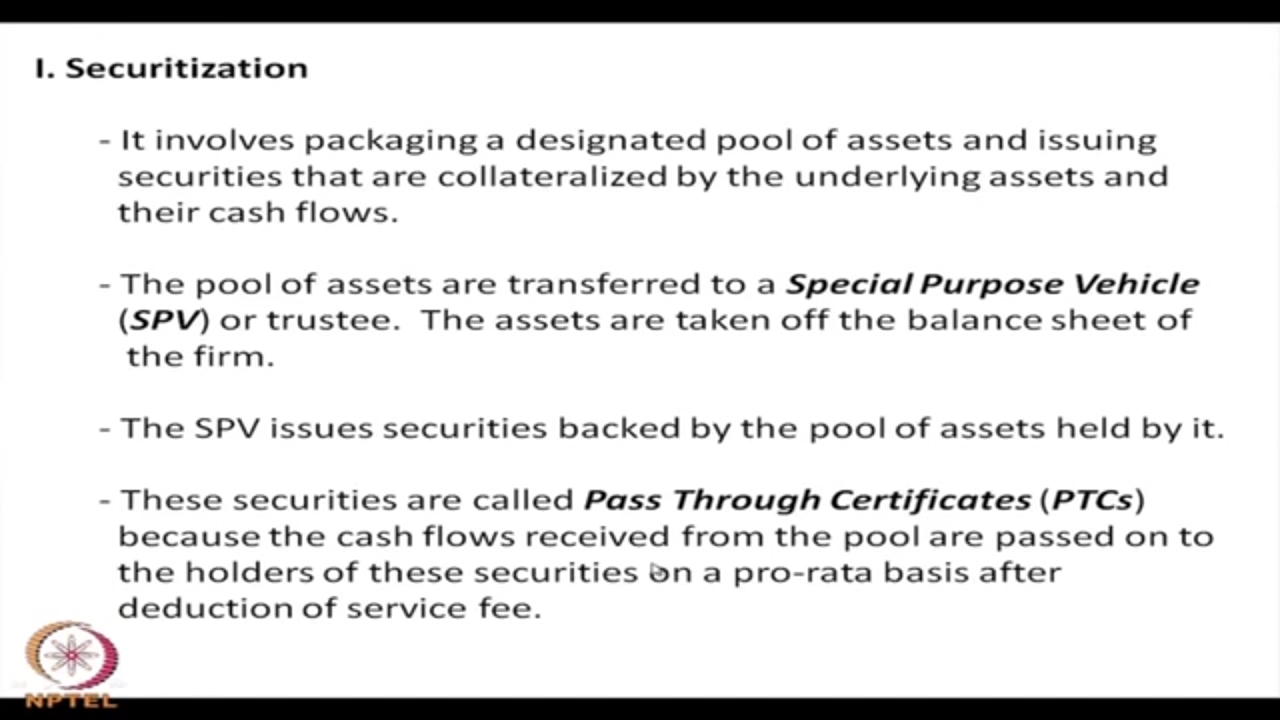 I. Securitization
- It involves packaging a designated pool of assets and issuing
securities that are collateralized by the underlying assets and
their cash flows.
- The pool of assets are transferred to a Special Purpose Vehicle
(SPV) or trustee. The assets are taken off the balance sheet of
the firm.
- The SPV issues securities backed by the pool of assets held by it.
- These securities are called Pass Through Certificates (PTCs)
because the cash flows received from the pool are passed on to
the holders of these securities on a pro-rata basis after
deduction of service fee.
NPTEL